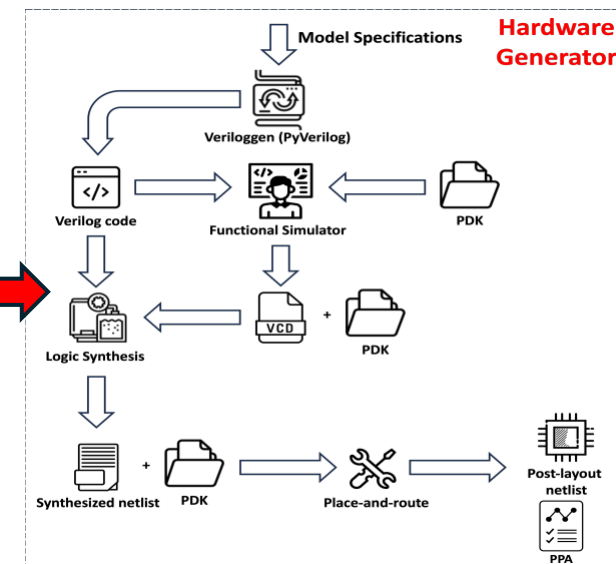 Hardware
Generator
Model Specifications
Veriloggen (PyVerilog)
</>
</>
Verilog code
Functional Simulator
PDK
VCD
+
PDK
Logic Synthesis
+
Synthesized netlist
PDK
Place-and-route
Post-layout
netlist
PPA